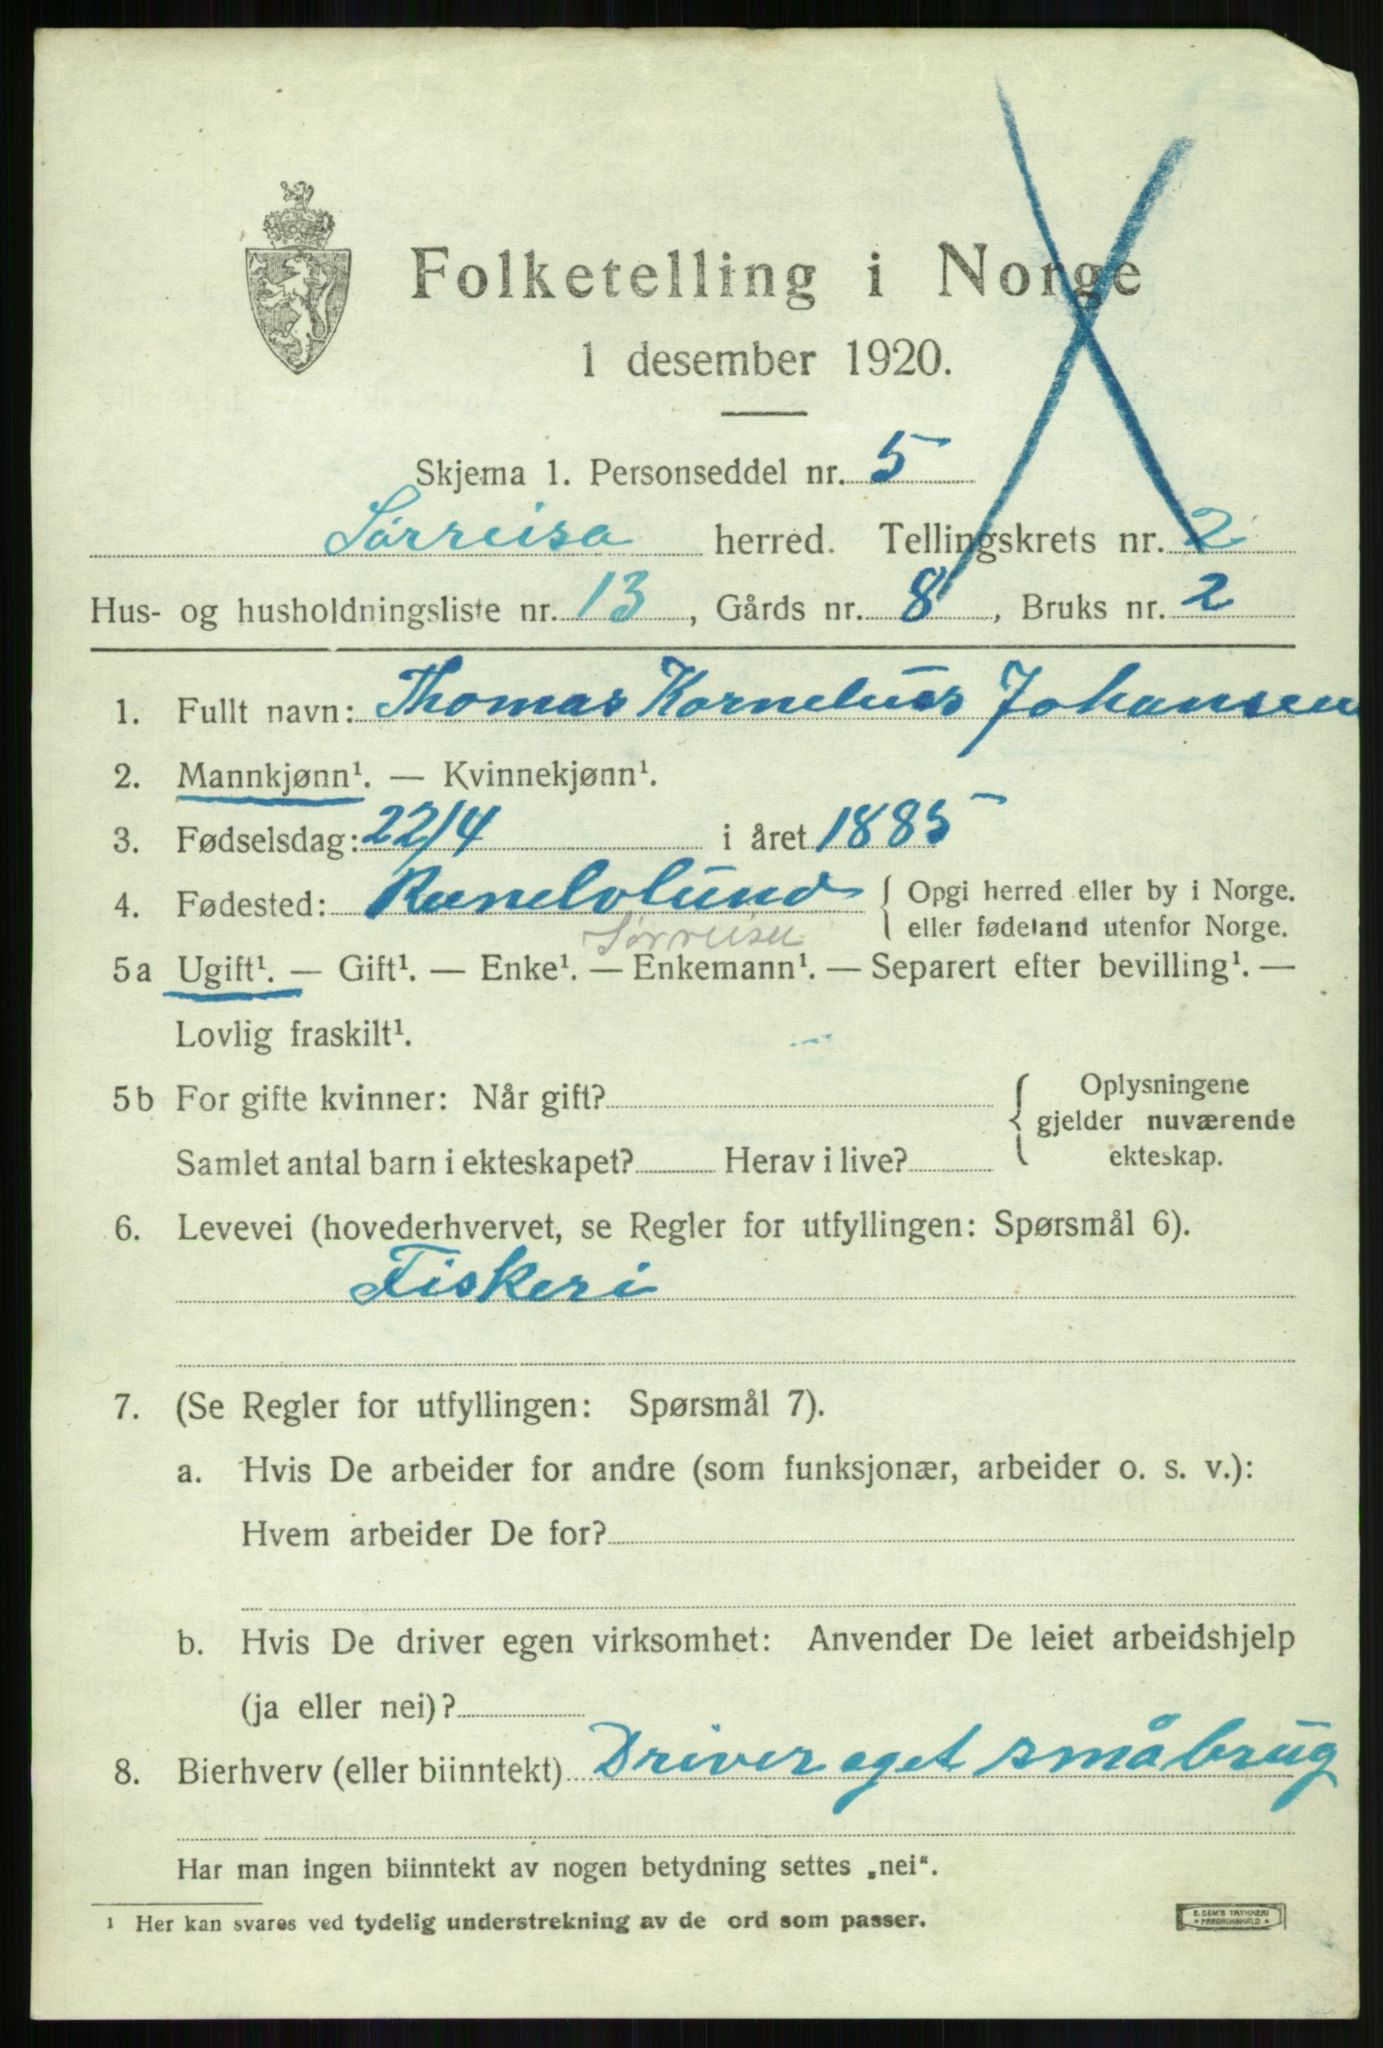 Folketelling i Norge
1 desember 1920.
Skjema 1. Personseddel nr. 5
Sørreisa herred. Tellingskrets nr. 2
Hus- og husholdningsliste nr. 13, Gårds nr. 8, Bruks nr. 2
1. Fullt navn: Thomas Kornelius Johansen
2. Mannkjønn¹. — Kvinnekjønn¹.
3. Fødselsdag: 22/4 i året 1885
4. Fødested: { Opgi herred eller by i Norge.
eller fødeland utenfor Norge.
Sørreisa
5a Ugift¹. — Gift¹. — Enke¹. — Enkemann¹. — Separert efter bevilling¹. —
Lovlig fraskilt¹.
5b For gifte kvinner: Når gift? { Oplysningene
gjelder nuværende
Samlet antal barn i ekteskapet? Herav i live? ekteskap.
6. Levevei (hovederhvervet, se Regler for utfyllingen: Spørsmål 6).
Fiskeri
7. (Se Regler for utfyllingen: Spørsmål 7).
a. Hvis De arbeider for andre (som funksjonær, arbeider o. s. v.):
Hvem arbeider De for?
b. Hvis De driver egen virksomhet: Anvender De leiet arbeidshjelp
(ja eller nei)?
8. Bierhverv (eller biinntekt) Driver eget småbrug
Har man ingen biinntekt av nogen betydning settes „nei“.
¹ Her kan svares ved tydelig understrekning av de ord som passer.
E. SEM'S TRYKKERI
FREDRIKSHALD